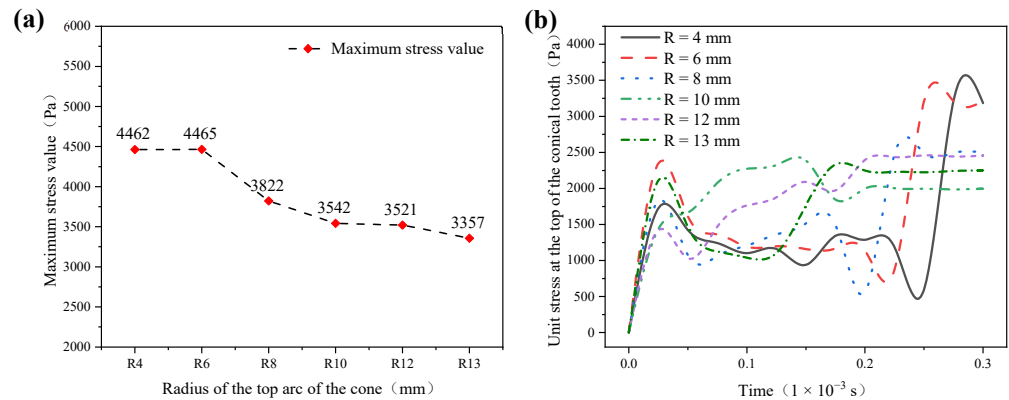 (a)
6000
5500
5000
4500
4000
3500
3000
2500
2000
Maximum stress value（Pa）
Maximum stress value
4462
4465
3822
3542
3521
3357
R4
R6
R8
R10
R12
R13
Radius of the top arc of the cone（mm）
(b)
4000
3500
3000
2500
2000
1500
1000
500
0
Unit stress at the top of the conical tooth（Pa）
R = 4 mm
R = 6 mm
R = 8 mm
R = 10 mm
R = 12 mm
R = 13 mm
0.0
0.1
0.2
0.3
Time（1 × 10⁻³ s）